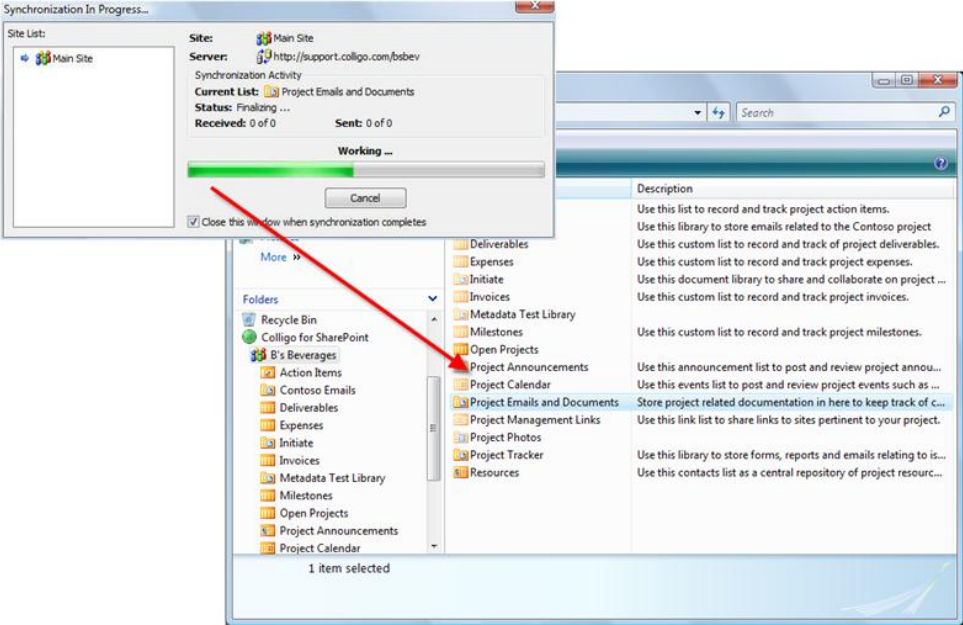 Synchronization In Progress...
Site List:
Main Site
Site: Main Site
Server: http://support.colligo.com/bsbev
Synchronization Activity
Current List: Project Emails and Documents
Status: Finalizing ...
Received: 0 of 0 Sent: 0 of 0
Working ...
Cancel
Close this window when synchronization completes
Search
Description
Use this list to record and track project action items.
Use this library to store emails related to the Contoso project
Deliverables Use this custom list to record and track of project deliverables.
Expenses Use this custom list to record and track project expenses.
Initiate Use this document library to share and collaborate on project ...
Invoices Use this custom list to record and track project invoices.
Metadata Test Library
Milestones Use this custom list to record and track project milestones.
Open Projects
Project Announcements Use this announcement list to post and review project annou...
Project Calendar Use this events list to post and review project events such as ...
Project Emails and Documents Store project related documentation in here to keep track of c...
Project Management Links Use this link list to share links to sites pertinent to your project.
Project Photos
Project Tracker Use this library to store forms, reports and emails relating to is...
Resources Use this contacts list as a central repository of project resourc...
More »
Folders
Recycle Bin
Colligo for SharePoint
B's Beverages
Action Items
Contoso Emails
Deliverables
Expenses
Initiate
Invoices
Metadata Test Library
Milestones
Open Projects
Project Announcements
Project Calendar
1 item selected